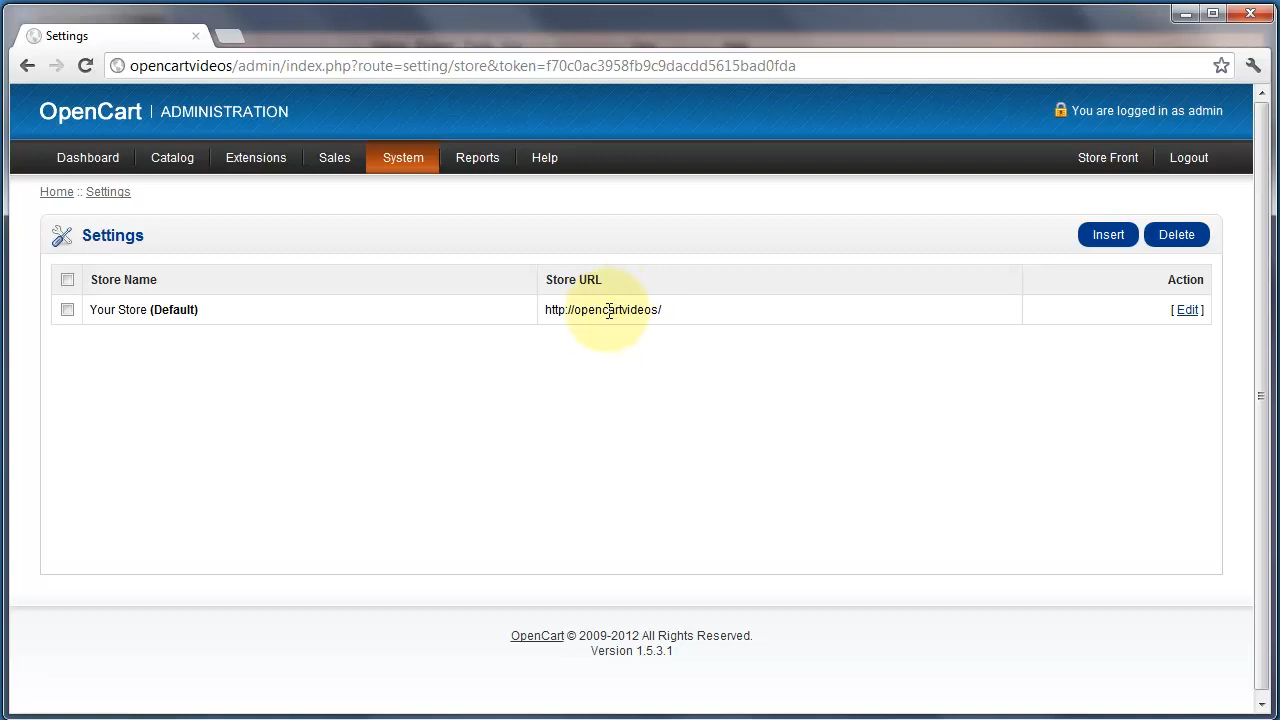 Settings
opencartvideos/admin/index.php?route=setting/store&token=f70c0ac3958fb9c9dacdd5615bad0fda
OpenCart | ADMINISTRATION You are logged in as admin
Dashboard Catalog Extensions Sales System Reports Help Store Front Logout
Home :: Settings
Settings Insert Delete
Store Name Store URL Action
Your Store (Default) http://opencartvideos/ [ Edit ]
OpenCart © 2009-2012 All Rights Reserved.
Version 1.5.3.1